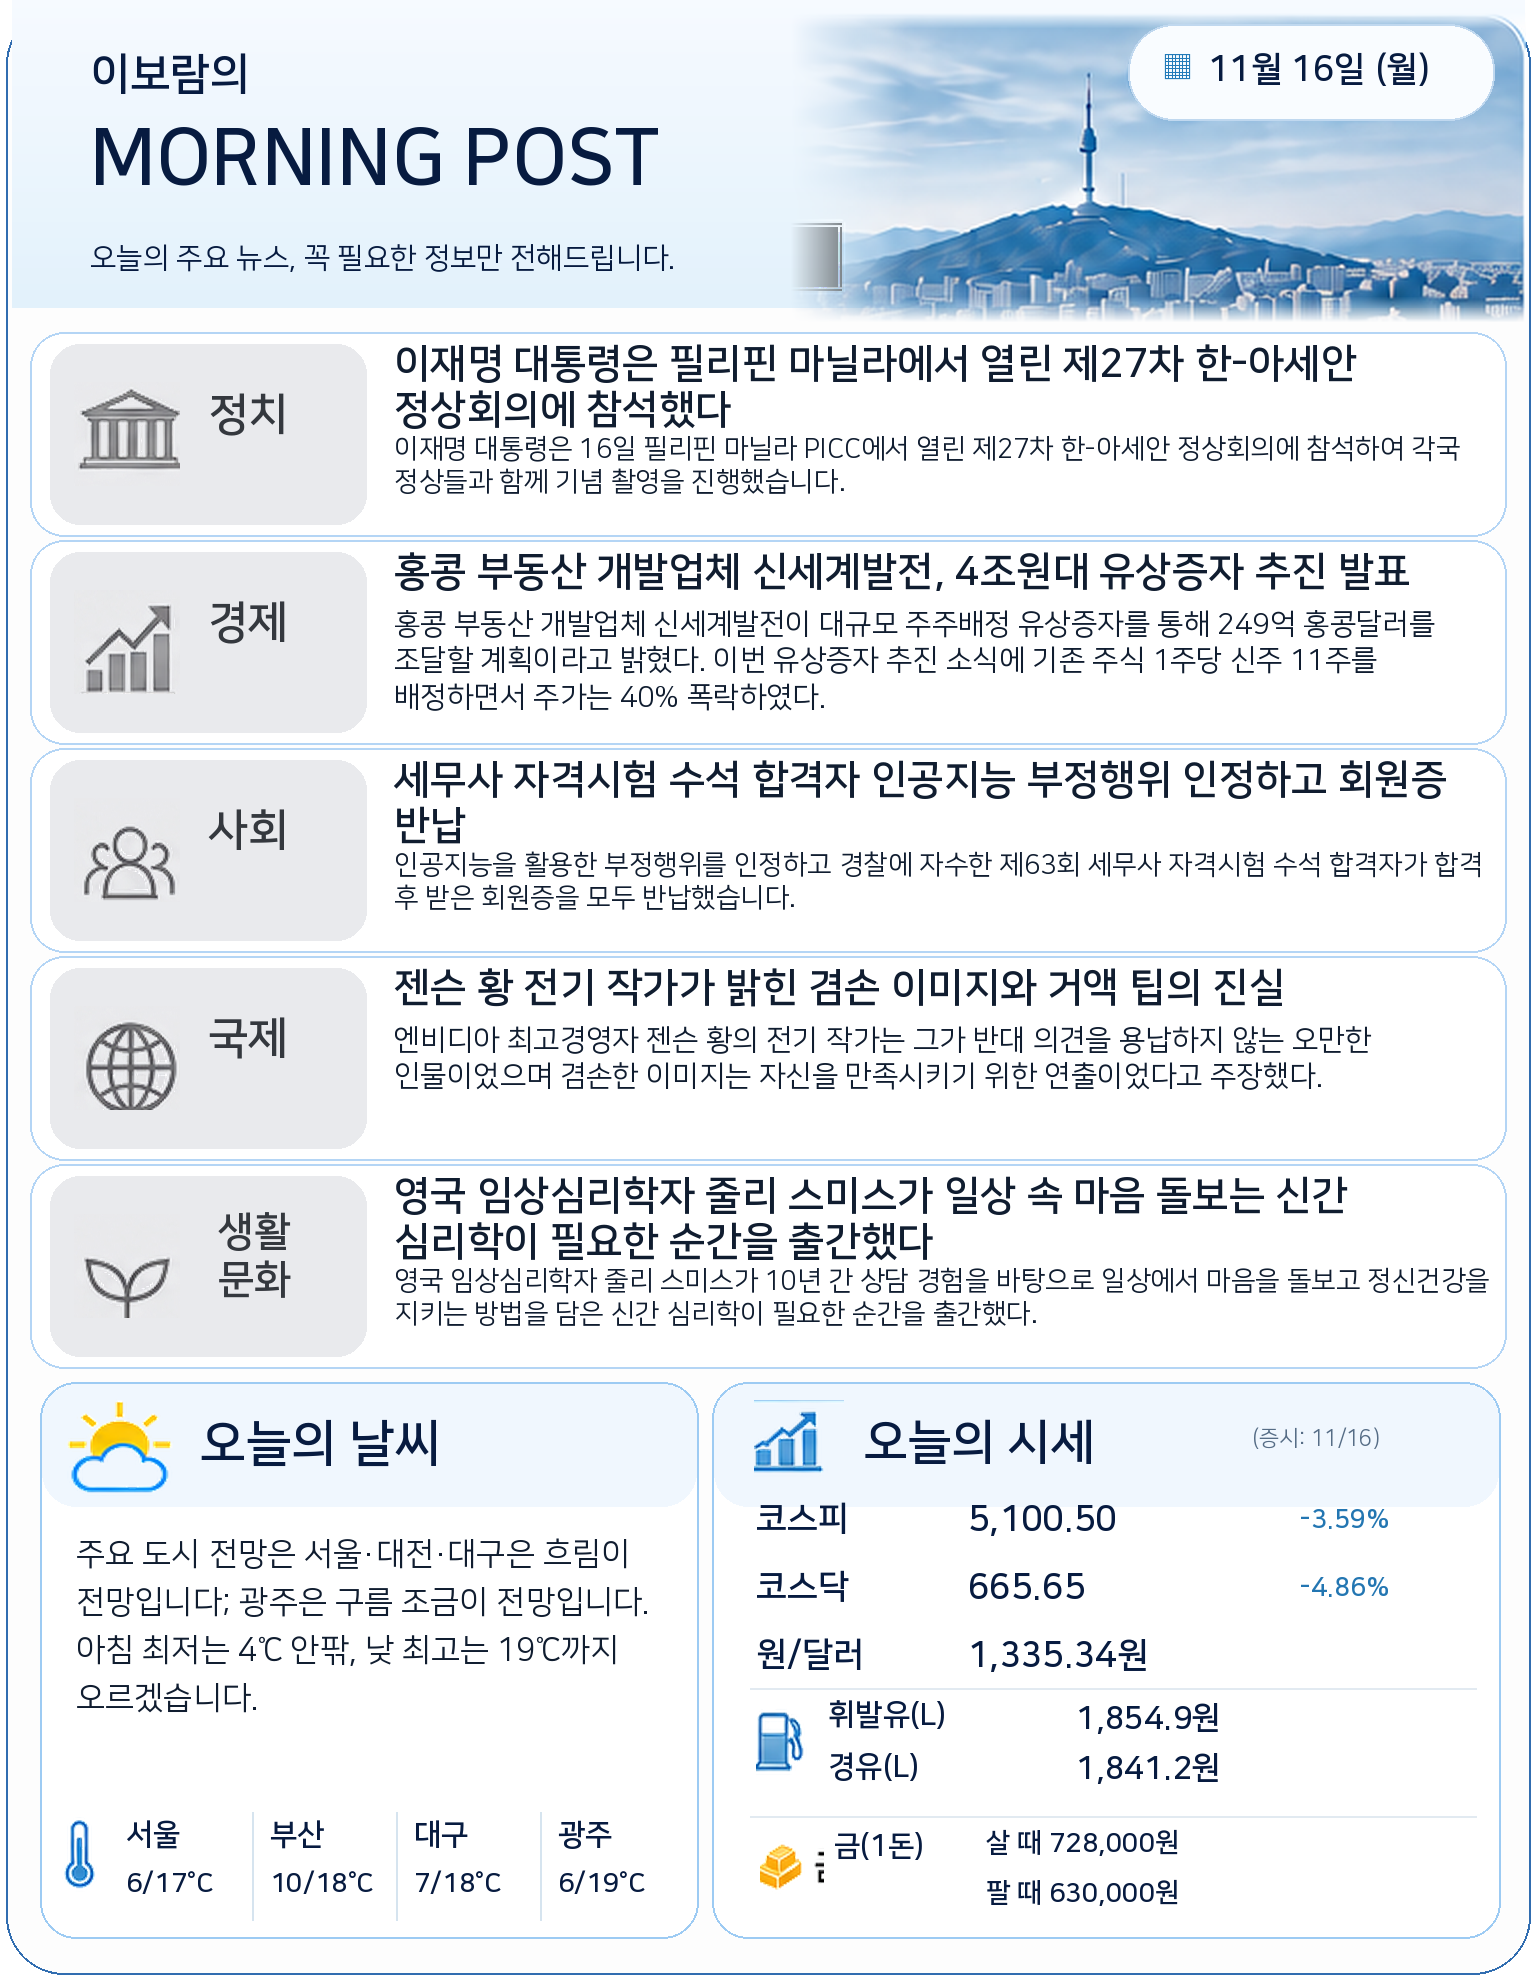 이보람의
MORNING POST
오늘의 주요 뉴스, 꼭 필요한 정보만 전해드립니다.
11월 16일 (월)
정치
이재명 대통령은 필리핀 마닐라에서 열린 제27차 한-아세안
정상회의에 참석했다
이재명 대통령은 16일 필리핀 마닐라 PICC에서 열린 제27차 한-아세안 정상회의에 참석하여 각국
정상들과 함께 기념 촬영을 진행했습니다.
경제
홍콩 부동산 개발업체 신세계발전, 4조원대 유상증자 추진 발표
홍콩 부동산 개발업체 신세계발전이 대규모 주주배정 유상증자를 통해 249억 홍콩달러를
조달할 계획이라고 밝혔다. 이번 유상증자 추진 소식에 기존 주식 1주당 신주 11주를
배정하면서 주가는 40% 폭락하였다.
사회
세무사 자격시험 수석 합격자 인공지능 부정행위 인정하고 회원증
반납
인공지능을 활용한 부정행위를 인정하고 경찰에 자수한 제63회 세무사 자격시험 수석 합격자가 합격
후 받은 회원증을 모두 반납했습니다.
국제
젠슨 황 전기 작가가 밝힌 겸손 이미지와 거액 팁의 진실
엔비디아 최고경영자 젠슨 황의 전기 작가는 그가 반대 의견을 용납하지 않는 오만한
인물이었으며 겸손한 이미지는 자신을 만족시키기 위한 연출이었다고 주장했다.
생활
문화
영국 임상심리학자 줄리 스미스가 일상 속 마음 돌보는 신간
심리학이 필요한 순간을 출간했다
영국 임상심리학자 줄리 스미스가 10년 간 상담 경험을 바탕으로 일상에서 마음을 돌보고 정신건강을
지키는 방법을 담은 신간 심리학이 필요한 순간을 출간했다.
오늘의 날씨
주요 도시 전망은 서울·대전·대구은 흐림이
전망입니다; 광주은 구름 조금이 전망입니다.
아침 최저는 4℃ 안팎, 낮 최고는 19℃까지
오르겠습니다.
서울 부산 대구 광주
6/17°C 10/18°C 7/18°C 6/19°C
오늘의 시세 (증시: 11/16)
코스피 5,100.50 -3.59%
코스닥 665.65 -4.86%
원/달러 1,335.34원
휘발유(L) 1,854.9원
경유(L) 1,841.2원
금(1돈) 살 때 728,000원
팔 때 630,000원